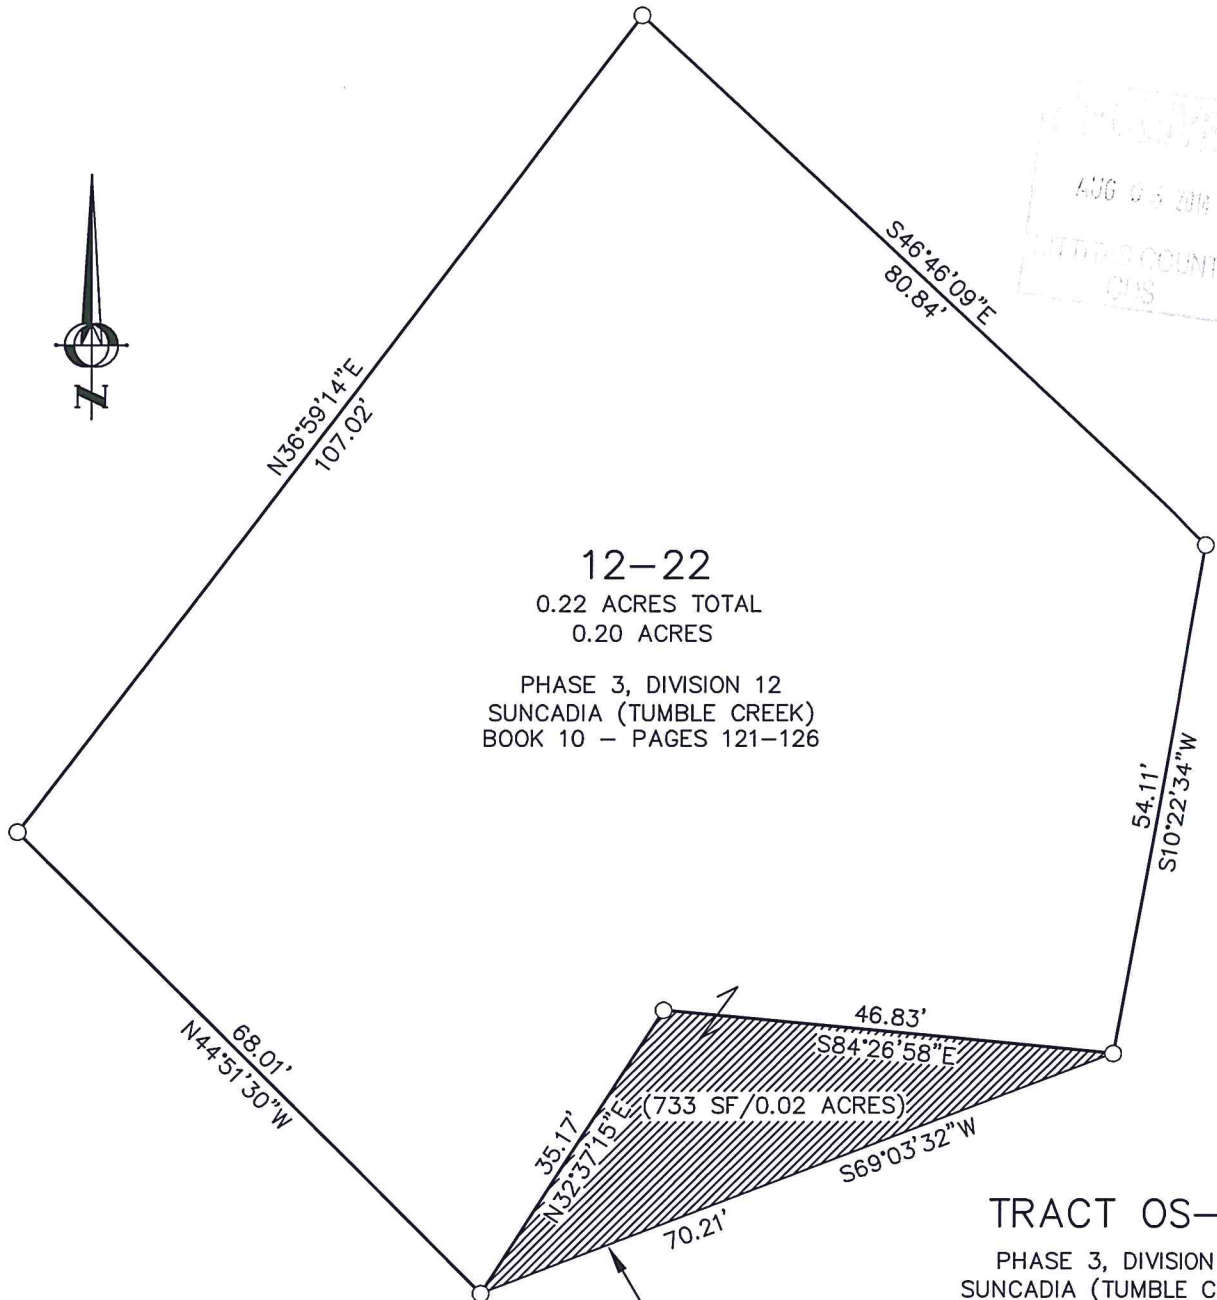 AUG 0 2014
COUNT
CDS
S46°46'09"E
80.84'
N36°59'14"E
107.02'
N
12–22
0.22 ACRES TOTAL
0.20 ACRES
PHASE 3, DIVISION 12
SUNCADIA (TUMBLE CREEK)
BOOK 10 – PAGES 121–126
54.11'
S10°22'34"W
68.01'
N44°51'30"W
46.83'
S84°26'58"E
35.17'
N32°37'15"E
(733 SF/0.02 ACRES)
S69°03'32"W
70.21'
TRACT OS–
PHASE 3, DIVISION
SUNCADIA (TUMBLE C